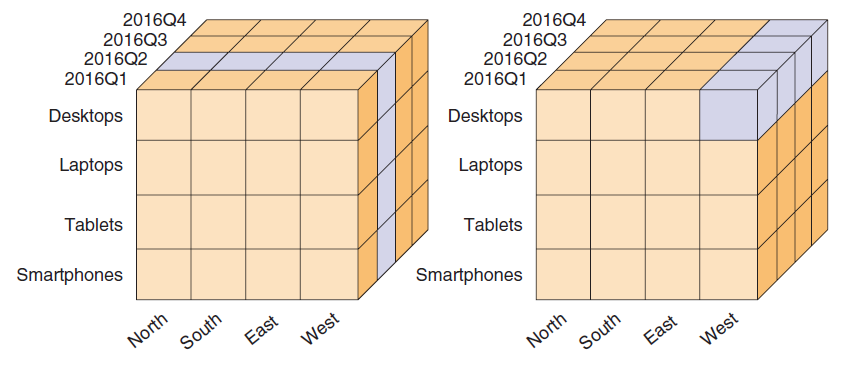 2016Q4
2016Q3
2016Q2
2016Q1
Desktops
Laptops
Tablets
Smartphones
North
South
East
West
2016Q4
2016Q3
2016Q2
2016Q1
Desktops
Laptops
Tablets
Smartphones
North
South
East
West